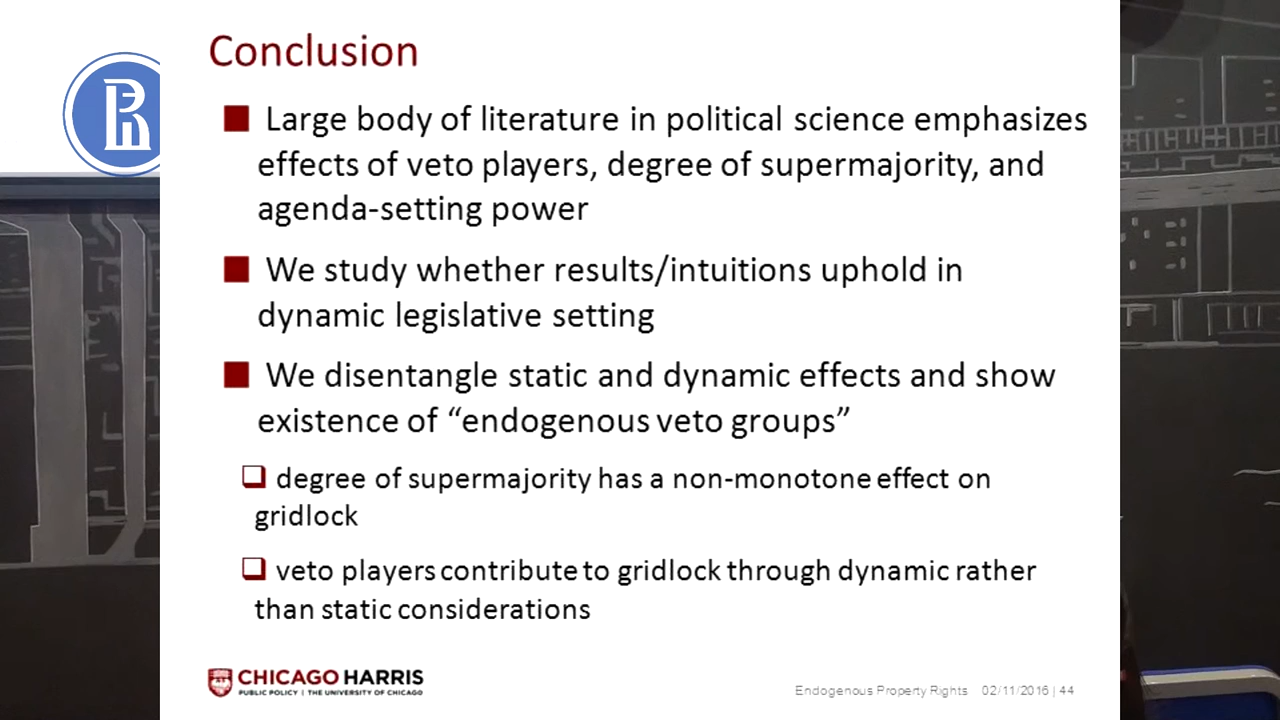 Conclusion
Large body of literature in political science emphasizes
effects of veto players, degree of supermajority, and
agenda-setting power
We study whether results/intuitions uphold in
dynamic legislative setting
We disentangle static and dynamic effects and show
existence of “endogenous veto groups”
degree of supermajority has a non-monotone effect on
gridlock
veto players contribute to gridlock through dynamic rather
than static considerations
CHICAGO HARRIS
PUBLIC POLICY | THE UNIVERSITY OF CHICAGO
Endogenous Property Rights 02/11/2016 | 44